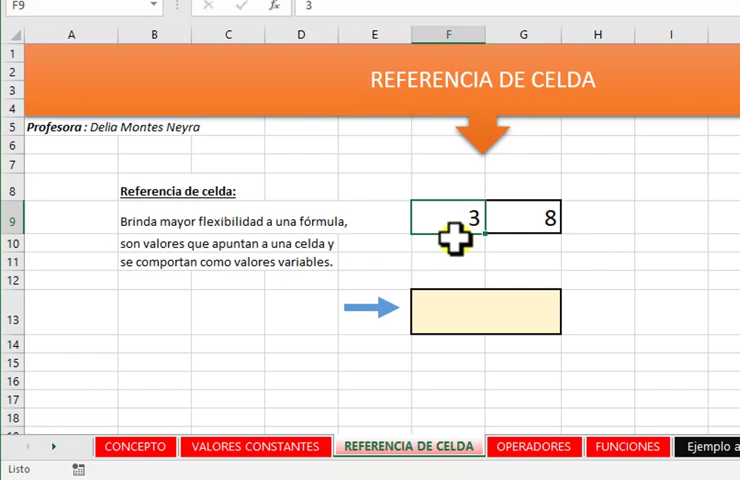 F9
fx
3
A B C D E F G H I
1
REFERENCIA DE CELDA
2
3
4
5 Profesora : Delia Montes Neyra
6
7
8 Referencia de celda:
9 Brinda mayor flexibilidad a una fórmula, 3 8
10 son valores que apuntan a una celda y
11 se comportan como valores variables.
12
13
14
15
16
17
18
CONCEPTO VALORES CONSTANTES REFERENCIA DE CELDA OPERADORES FUNCIONES Ejemplo a
Listo